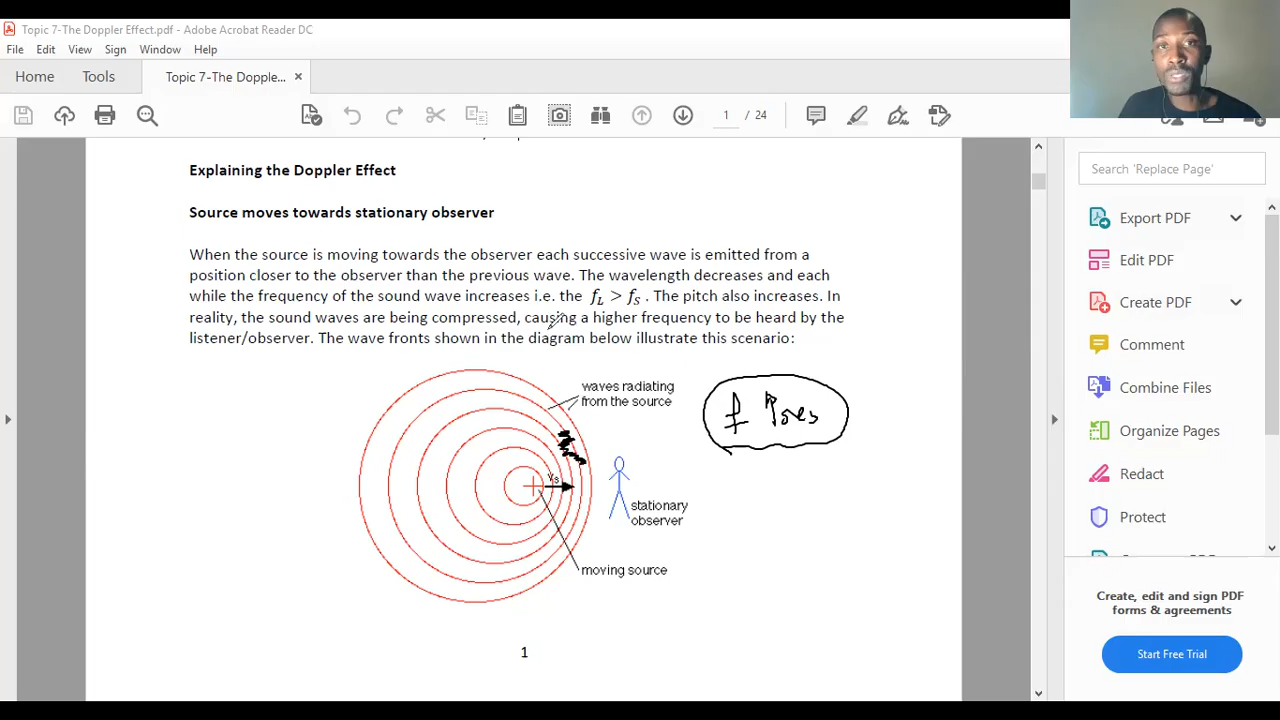 Topic 7-The Doppler Effect.pdf - Adobe Acrobat Reader DC
File Edit View Sign Window Help
Home Tools Topic 7-The Dopple... ×
1 / 24
Explaining the Doppler Effect
Source moves towards stationary observer
When the source is moving towards the observer each successive wave is emitted from a
position closer to the observer than the previous wave. The wavelength decreases and each
while the frequency of the sound wave increases i.e. the fL > fS . The pitch also increases. In
reality, the sound waves are being compressed, causing a higher frequency to be heard by the
listener/observer. The wave fronts shown in the diagram below illustrate this scenario:
waves radiating
from the source
f
vs
stationary
observer
moving source
1
Search 'Replace Page'
Export PDF
Edit PDF
Create PDF
Comment
Combine Files
Organize Pages
Redact
Protect
Create, edit and sign PDF
forms & agreements
Start Free Trial